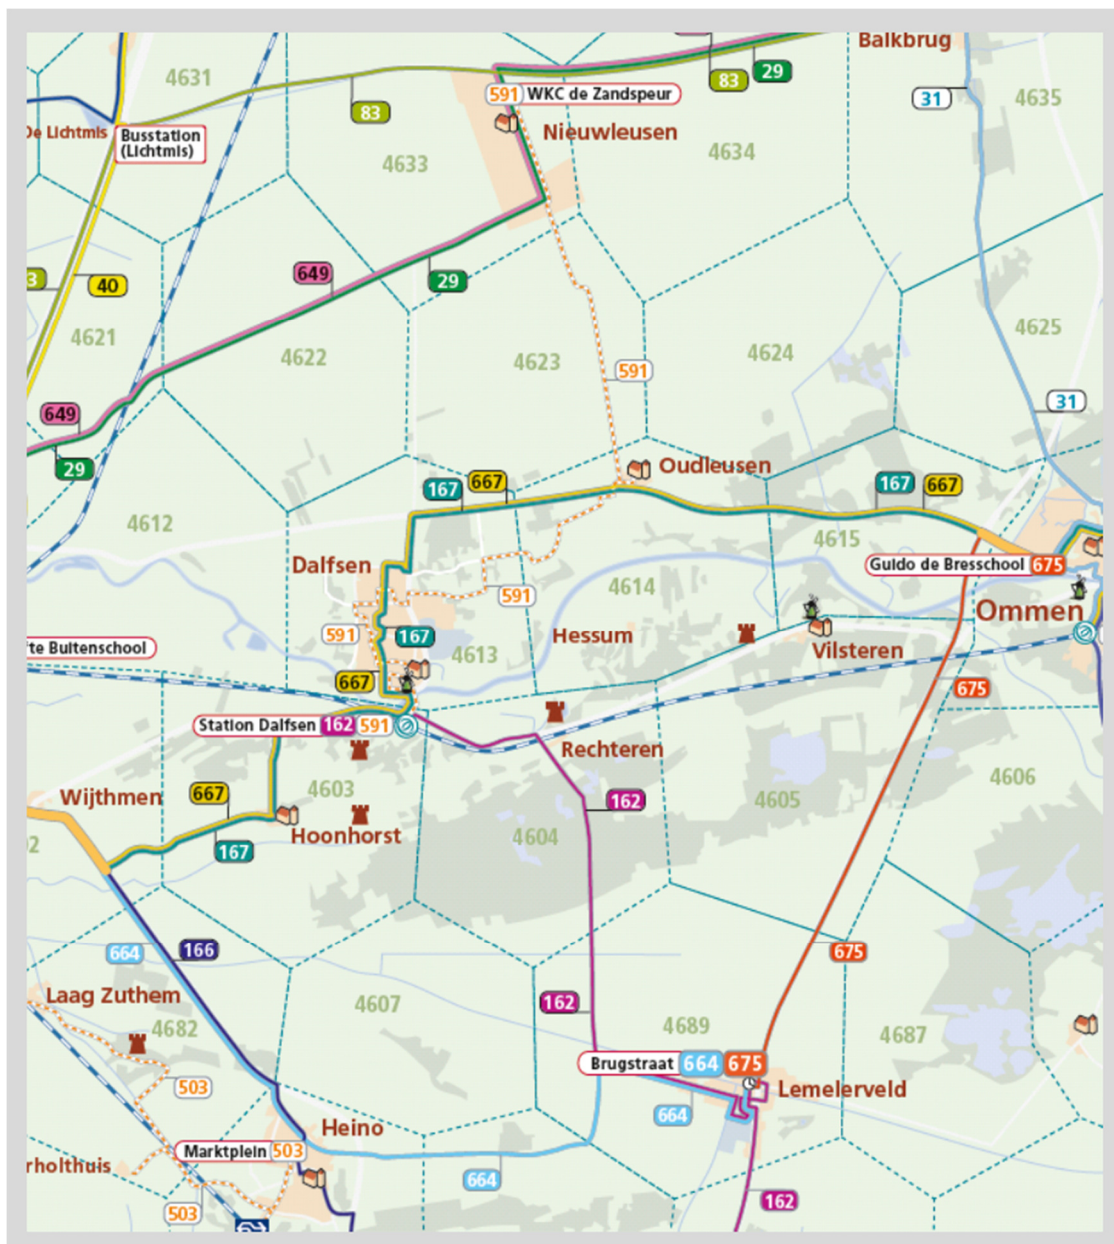 Balkbrug
83
29
4631
591 WKC de Zandspeur
31
4635
83
De Lichtmis
Busstation
(Lichtmis)
Nieuwleusen
4633
4634
649
29
3
40
4621
4622
4623
4624
4625
591
31
649
29
Oudleusen
167
667
167
667
4612
4615
Dalfsen
Guido de Bresschool 675
4614
591
Ommen
591
167
Hessum
fte Buitenschool
4613
Vilsteren
667
675
Station Dalfsen 162 591
Rechteren
4606
Wijthmen
667
4603
162
4605
Hoonhorst
4604
02
167
664
166
675
Laag Zuthem
4607
162
4682
4689
4687
Brugstraat 664 675
503
Lemelerveld
664
Heino
Marktplein 503
rholthuis
664
503
162